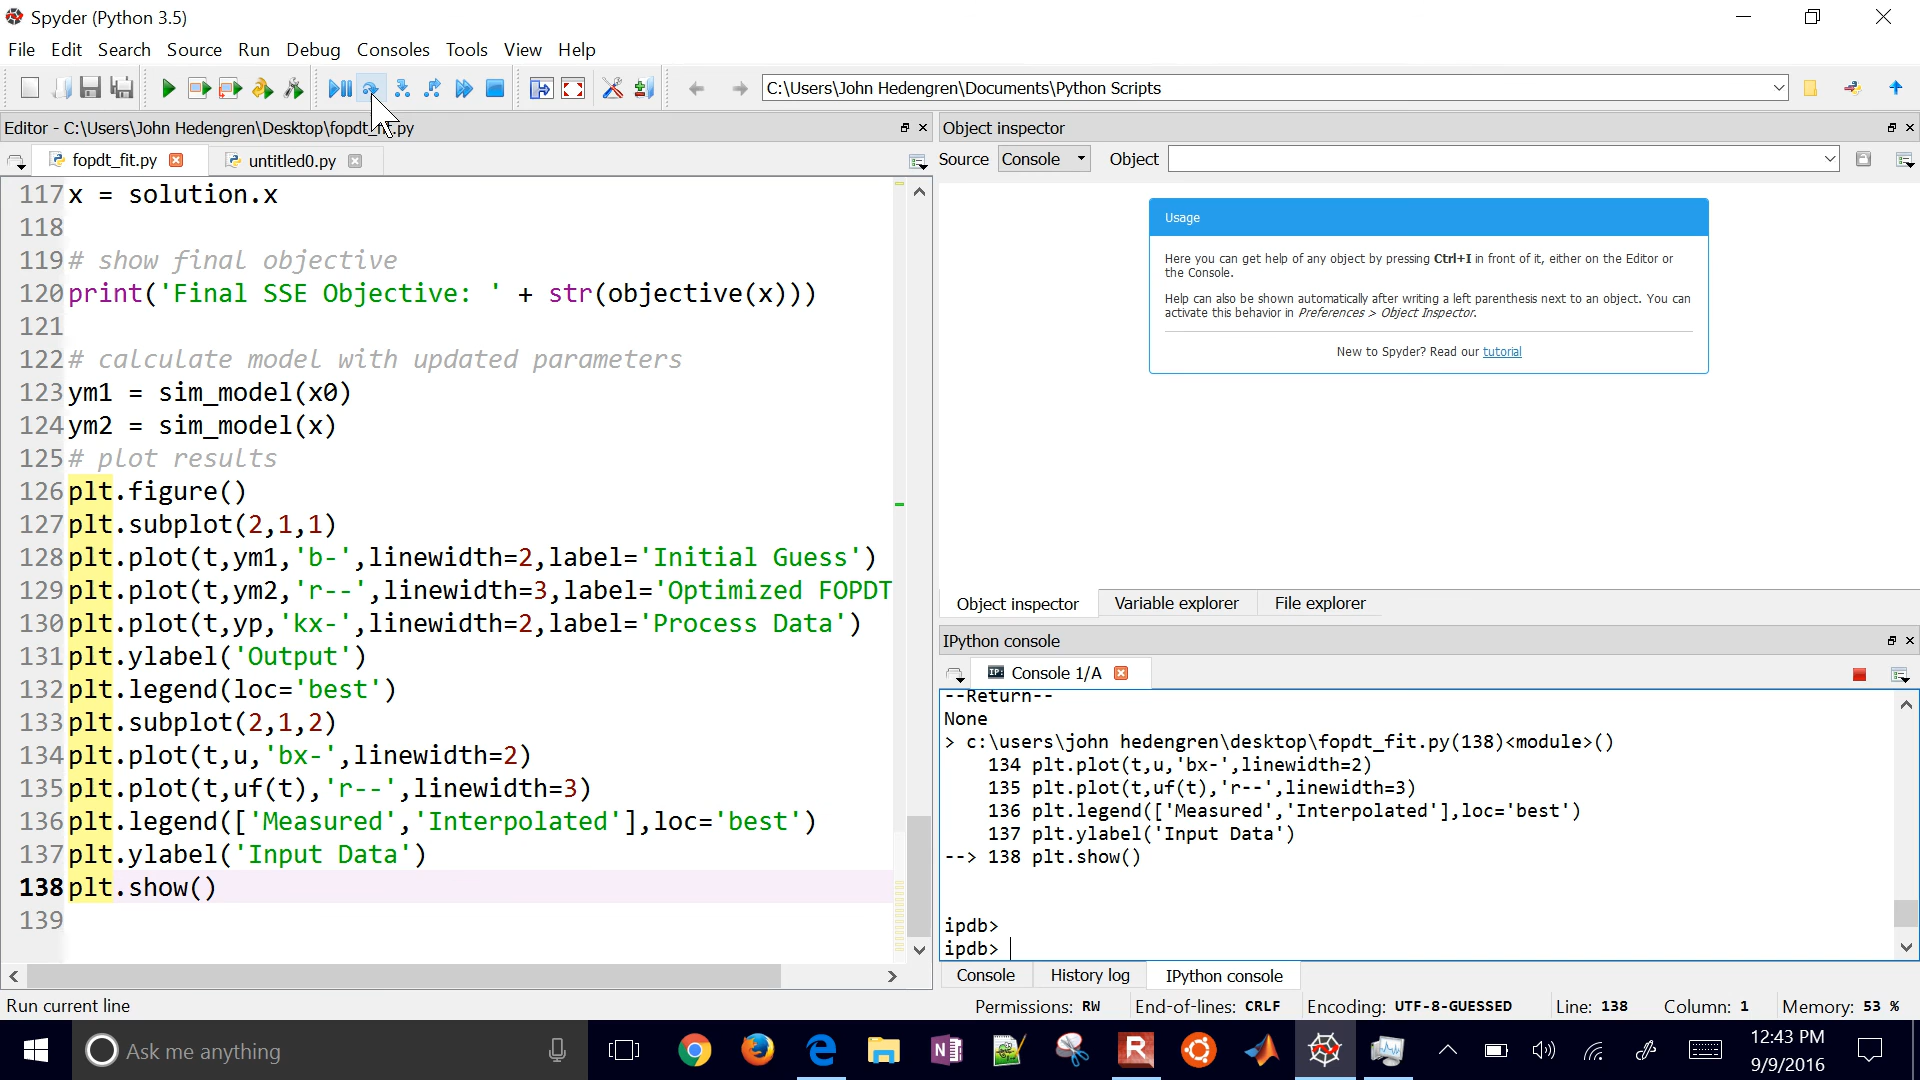 Spyder (Python 3.5)
File Edit Search Source Run Debug Consoles Tools View Help
C:\Users\John Hedengren\Documents\Python Scripts
Editor - C:\Users\John Hedengren\Desktop\fopdt_fit.py
fopdt_fit.py
untitled0.py
117 x = solution.x
118
119 # show final objective
120 print('Final SSE Objective: ' + str(objective(x)))
121
122 # calculate model with updated parameters
123 ym1 = sim_model(x0)
124 ym2 = sim_model(x)
125 # plot results
126 plt.figure()
127 plt.subplot(2,1,1)
128 plt.plot(t,ym1,'b-',linewidth=2,label='Initial Guess')
129 plt.plot(t,ym2,'r--',linewidth=3,label='Optimized FOPDT
130 plt.plot(t,yp,'kx-',linewidth=2,label='Process Data')
131 plt.ylabel('Output')
132 plt.legend(loc='best')
133 plt.subplot(2,1,2)
134 plt.plot(t,u,'bx-',linewidth=2)
135 plt.plot(t,uf(t),'r--',linewidth=3)
136 plt.legend(['Measured','Interpolated'],loc='best')
137 plt.ylabel('Input Data')
138 plt.show()
139
Object inspector
Source Console Object
Usage
Here you can get help of any object by pressing Ctrl+I in front of it, either on the Editor or
the Console.
Help can also be shown automatically after writing a left parenthesis next to an object. You can
activate this behavior in Preferences > Object Inspector.
New to Spyder? Read our tutorial
Object inspector Variable explorer File explorer
IPython console
IP: Console 1/A
--Return--
None
> c:\users\john hedengren\desktop\fopdt_fit.py(138)<module>()
134 plt.plot(t,u,'bx-',linewidth=2)
135 plt.plot(t,uf(t),'r--',linewidth=3)
136 plt.legend(['Measured','Interpolated'],loc='best')
137 plt.ylabel('Input Data')
--> 138 plt.show()
ipdb>
ipdb>
Console History log IPython console
Run current line
Permissions: RW End-of-lines: CRLF Encoding: UTF-8-GUESSED Line: 138 Column: 1 Memory: 53 %
Ask me anything
N
R
12:43 PM
9/9/2016